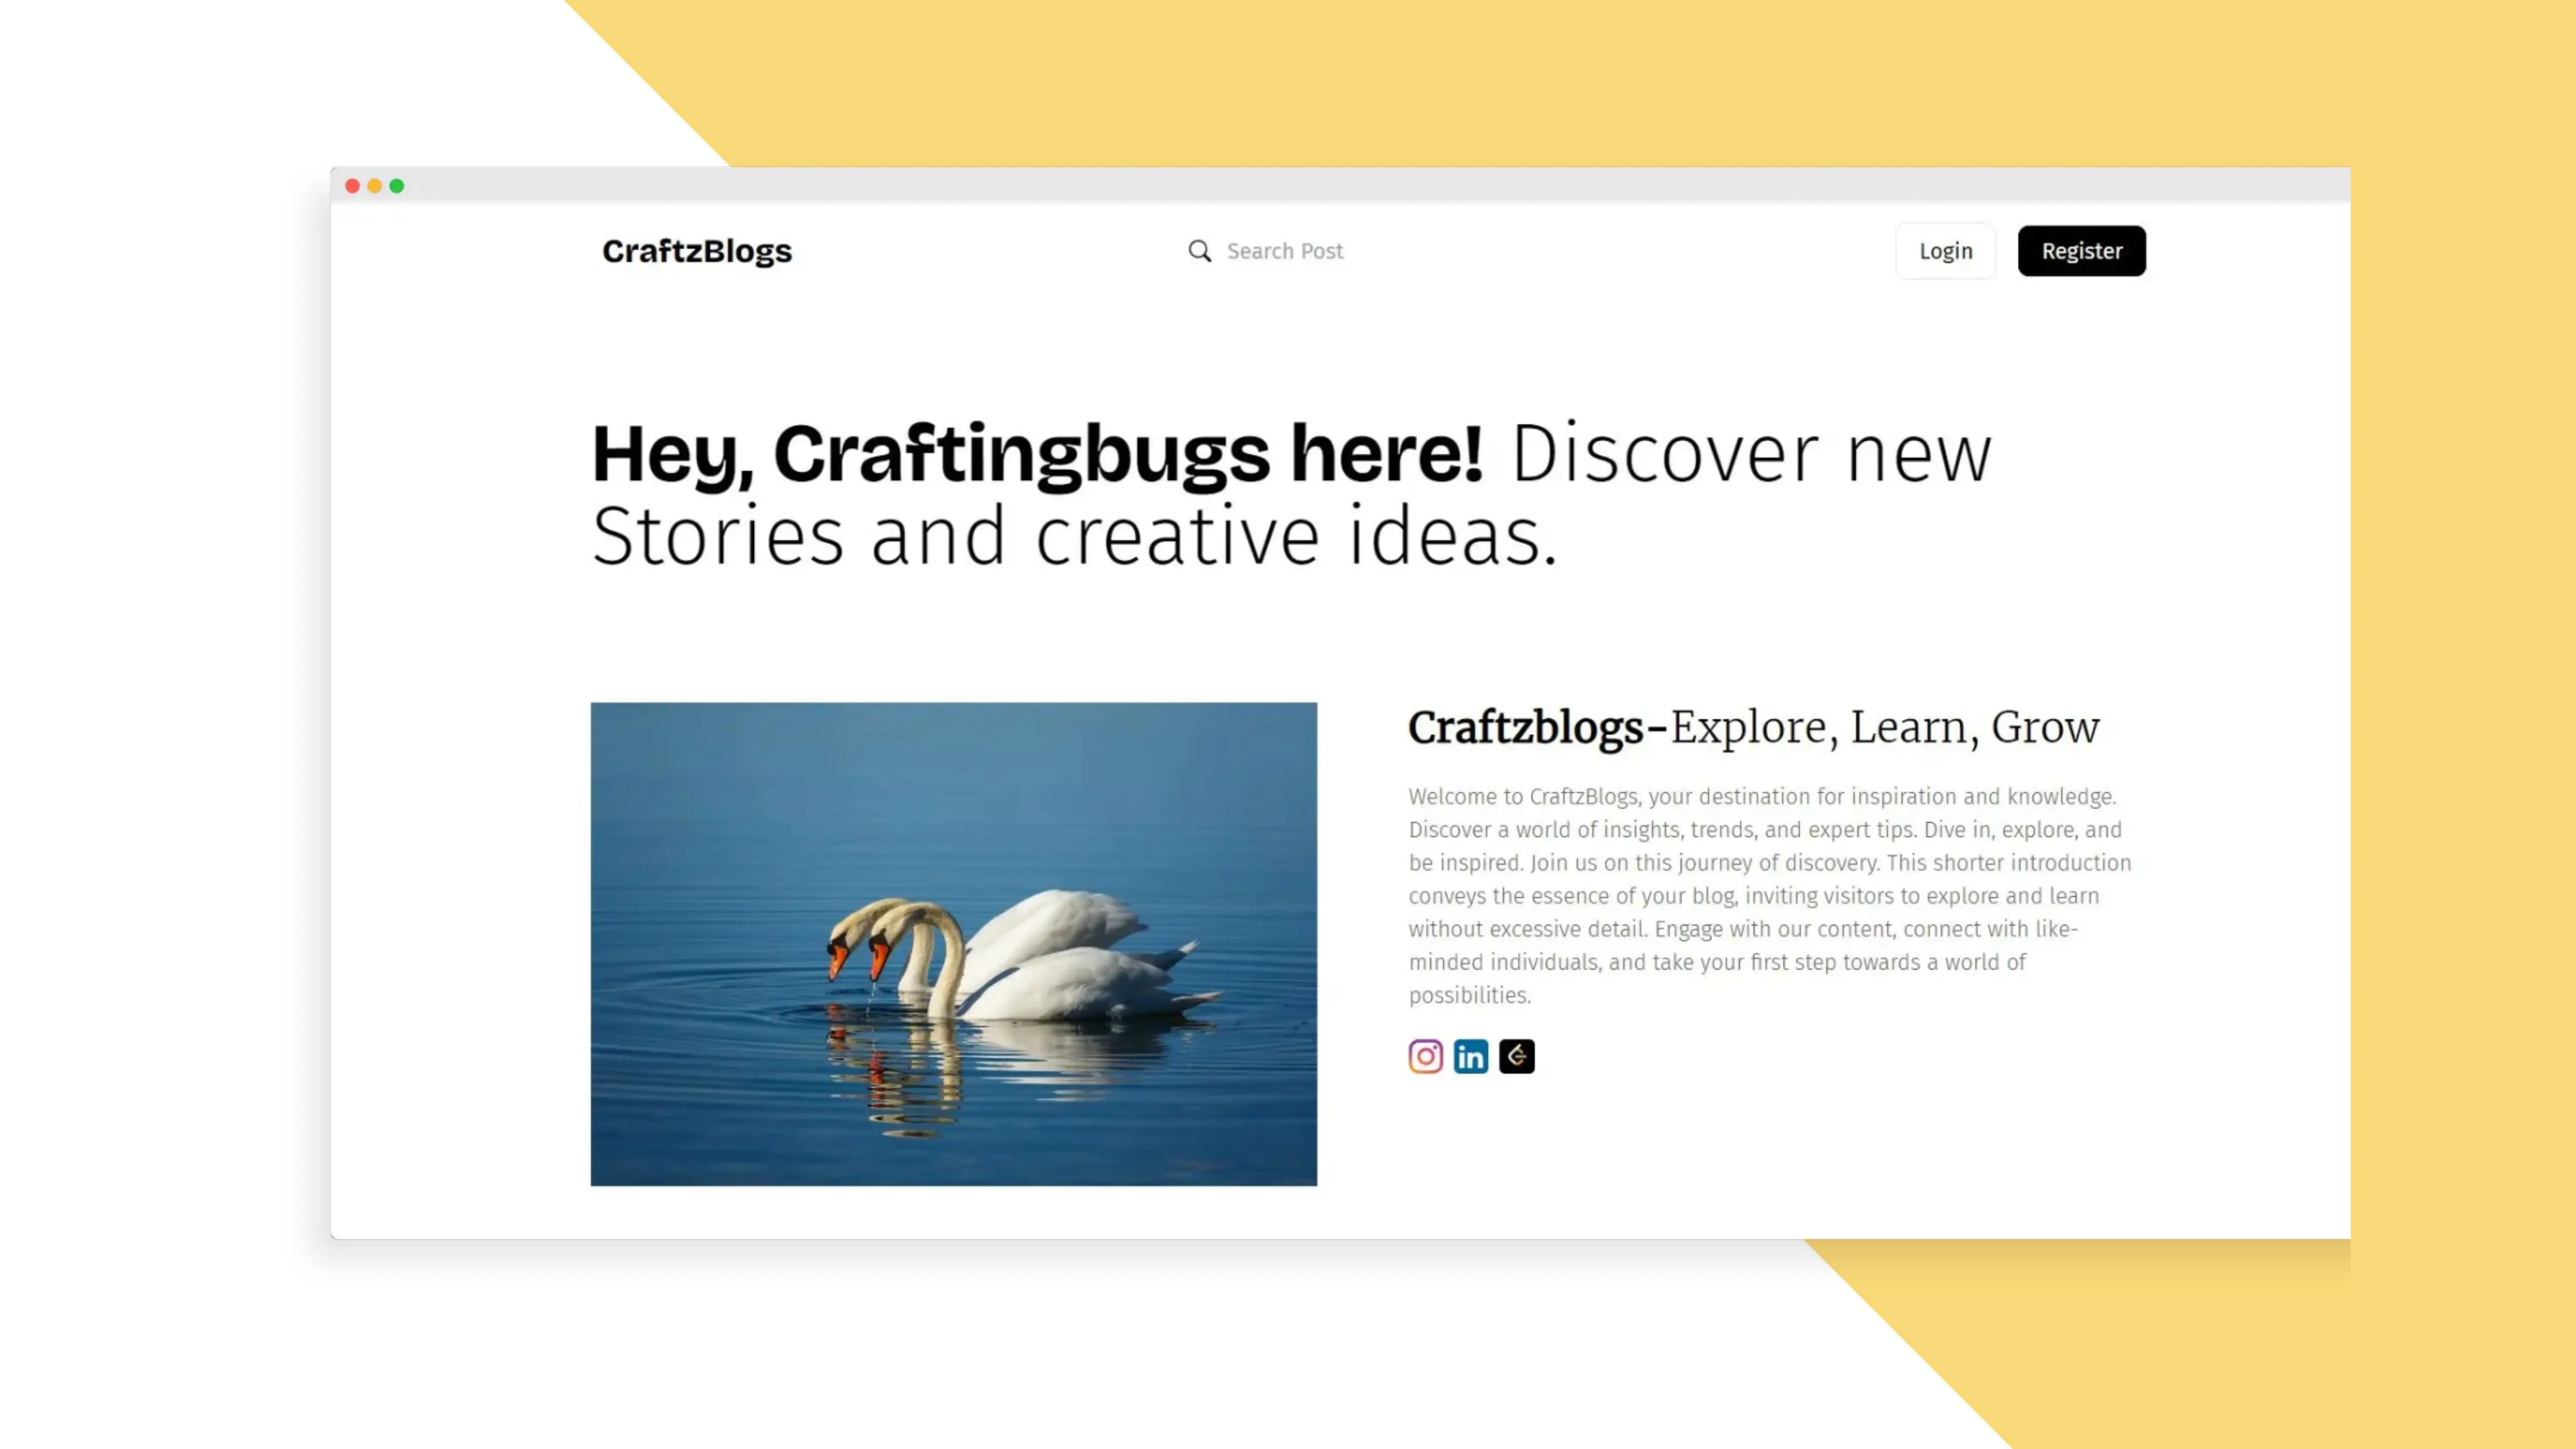 CraftzBlogs
Search Post
Login
Register
Hey, Craftingbugs here! Discover new
Stories and creative ideas.
Craftzblogs-Explore, Learn, Grow
Welcome to CraftzBlogs, your destination for inspiration and knowledge.
Discover a world of insights, trends, and expert tips. Dive in, explore, and
be inspired. Join us on this journey of discovery. This shorter introduction
conveys the essence of your blog, inviting visitors to explore and learn
without excessive detail. Engage with our content, connect with like-
minded individuals, and take your first step towards a world of
possibilities.
in